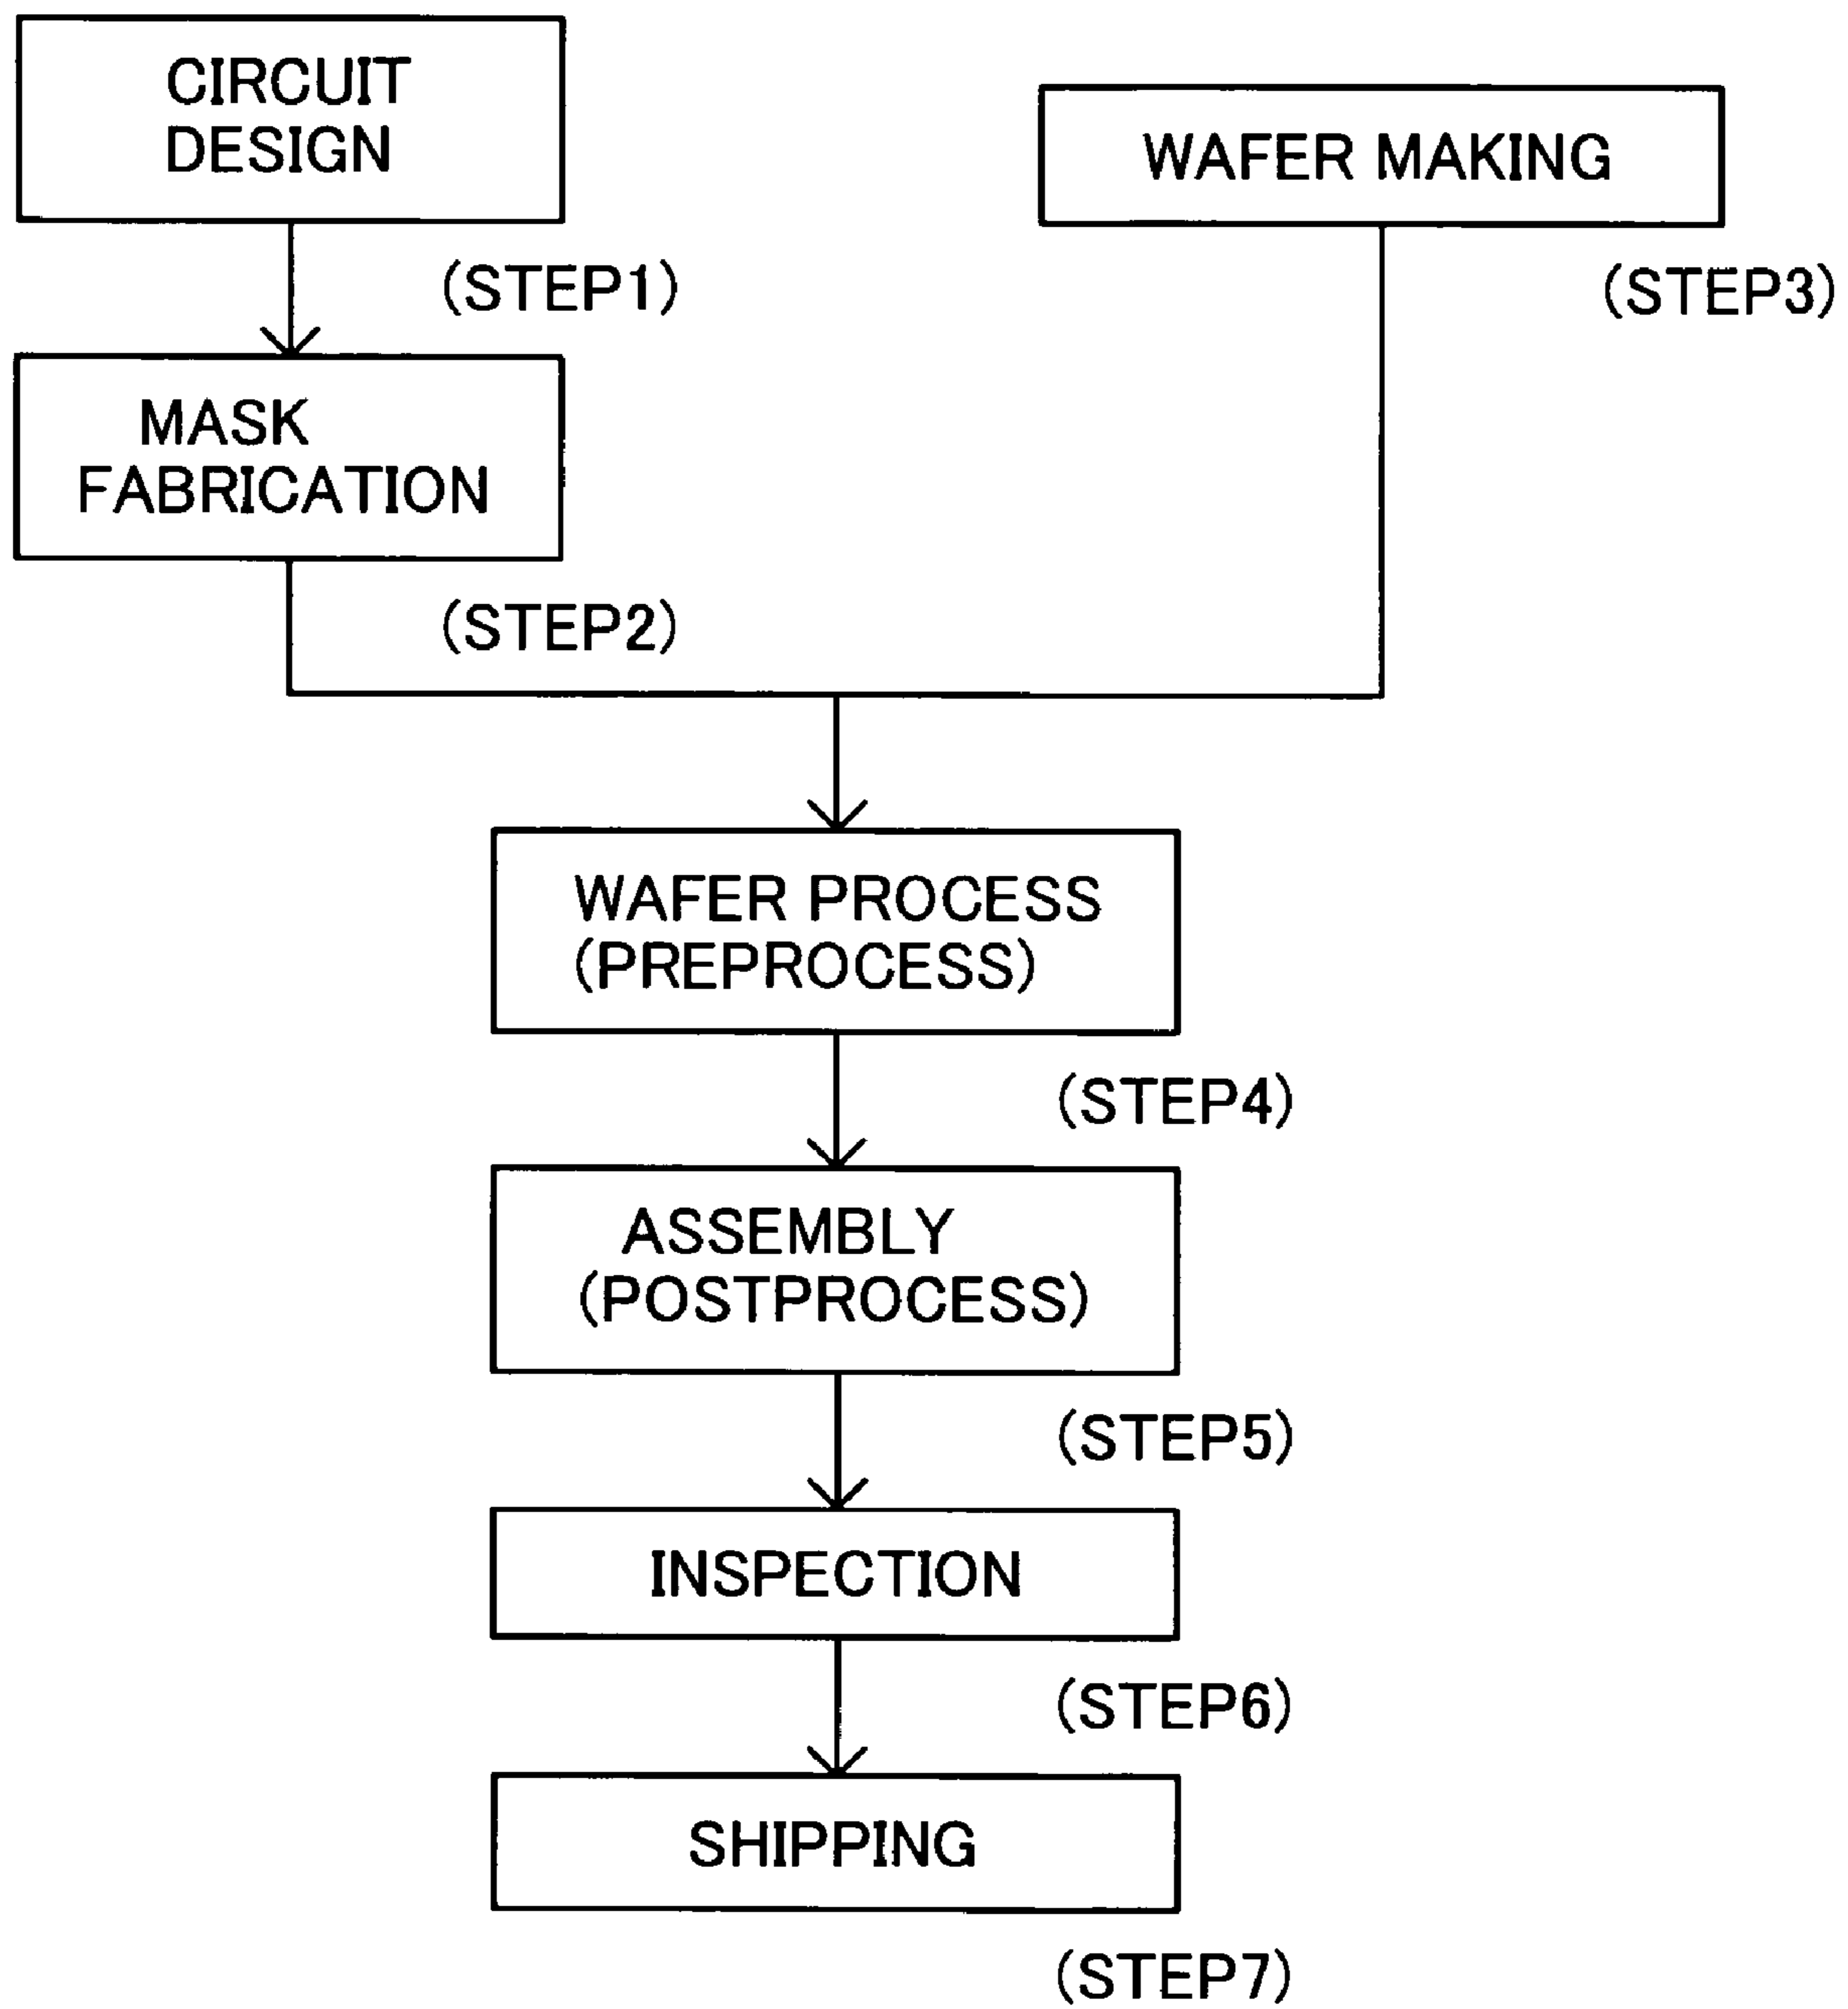 CIRCUIT
DESIGN
(STEP1)
WAFER MAKING
(STEP3)
MASK
FABRICATION
(STEP2)
WAFER PROCESS
(PREPROCESS)
(STEP4)
ASSEMBLY
(POSTPROCESS)
(STEP5)
INSPECTION
(STEP6)
SHIPPING
(STEP7)